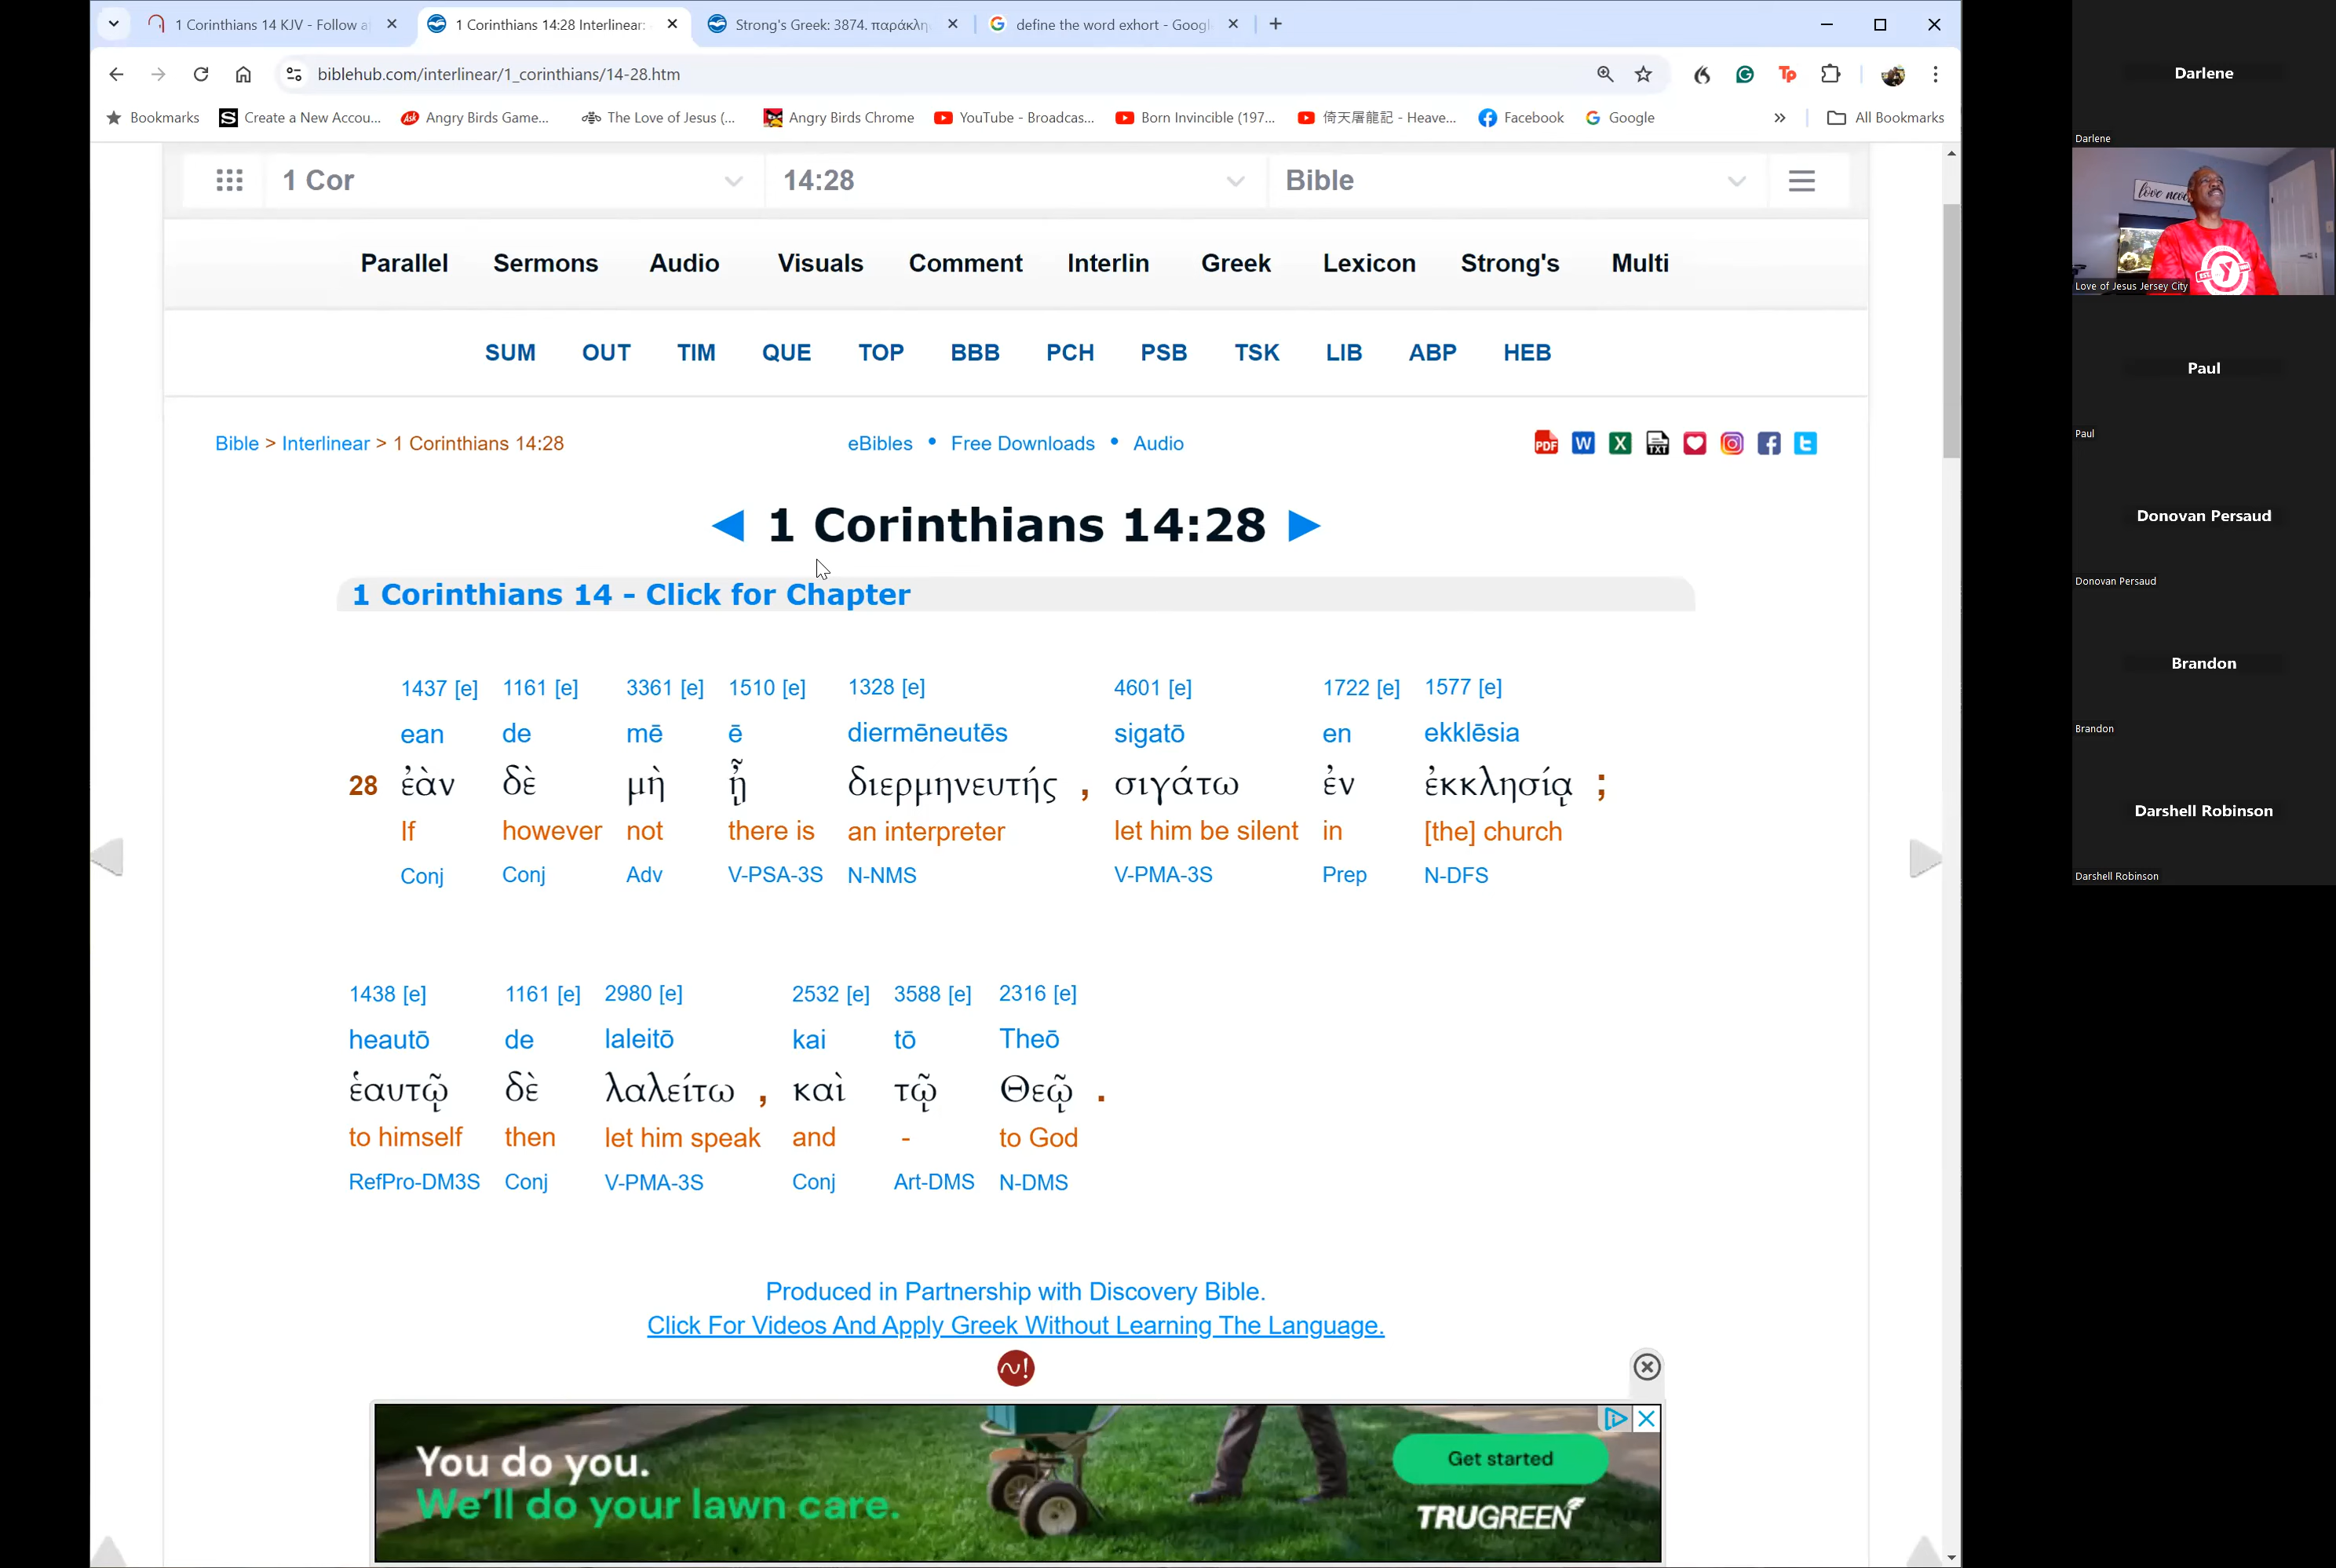 1 Corinthians 14 KJV - Follow a
1 Corinthians 14:28 Interlinear:
Strong's Greek: 3874. παράκλη
define the word exhort - Googl
biblehub.com/interlinear/1_corinthians/14-28.htm
Bookmarks
Create a New Accou...
Angry Birds Game...
The Love of Jesus (...
Angry Birds Chrome
YouTube - Broadcas...
Born Invincible (197...
倚天屠龍記 - Heave...
Facebook
Google
All Bookmarks
1 Cor 14:28 Bible
Parallel Sermons Audio Visuals Comment Interlin Greek Lexicon Strong's Multi
SUM OUT TIM QUE TOP BBB PCH PSB TSK LIB ABP HEB
Bible > Interlinear > 1 Corinthians 14:28
eBibles • Free Downloads • Audio
PDF W X TXT
◄ 1 Corinthians 14:28 ►
1 Corinthians 14 - Click for Chapter
1437 [e] 1161 [e] 3361 [e] 1510 [e] 1328 [e] 4601 [e] 1722 [e] 1577 [e]
ean de mē ē diermēneutēs sigatō en ekklēsia
28 ἐὰν δὲ μὴ ᾖ διερμηνευτής , σιγάτω ἐν ἐκκλησίᾳ ;
If however not there is an interpreter let him be silent in [the] church
Conj Conj Adv V-PSA-3S N-NMS V-PMA-3S Prep N-DFS
1438 [e] 1161 [e] 2980 [e] 2532 [e] 3588 [e] 2316 [e]
heautō de laleitō kai tō Theō
ἑαυτῷ δὲ λαλείτω , καὶ τῷ Θεῷ .
to himself then let him speak and - to God
RefPro-DM3S Conj V-PMA-3S Conj Art-DMS N-DMS
Produced in Partnership with Discovery Bible.
Click For Videos And Apply Greek Without Learning The Language.
You do you.
We'll do your lawn care.
Get started
TRUGREEN
Darlene
Darlene
love neve
Y
Love of Jesus Jersey City
Paul
Paul
Donovan Persaud
Donovan Persaud
Brandon
Brandon
Darshell Robinson
Darshell Robinson